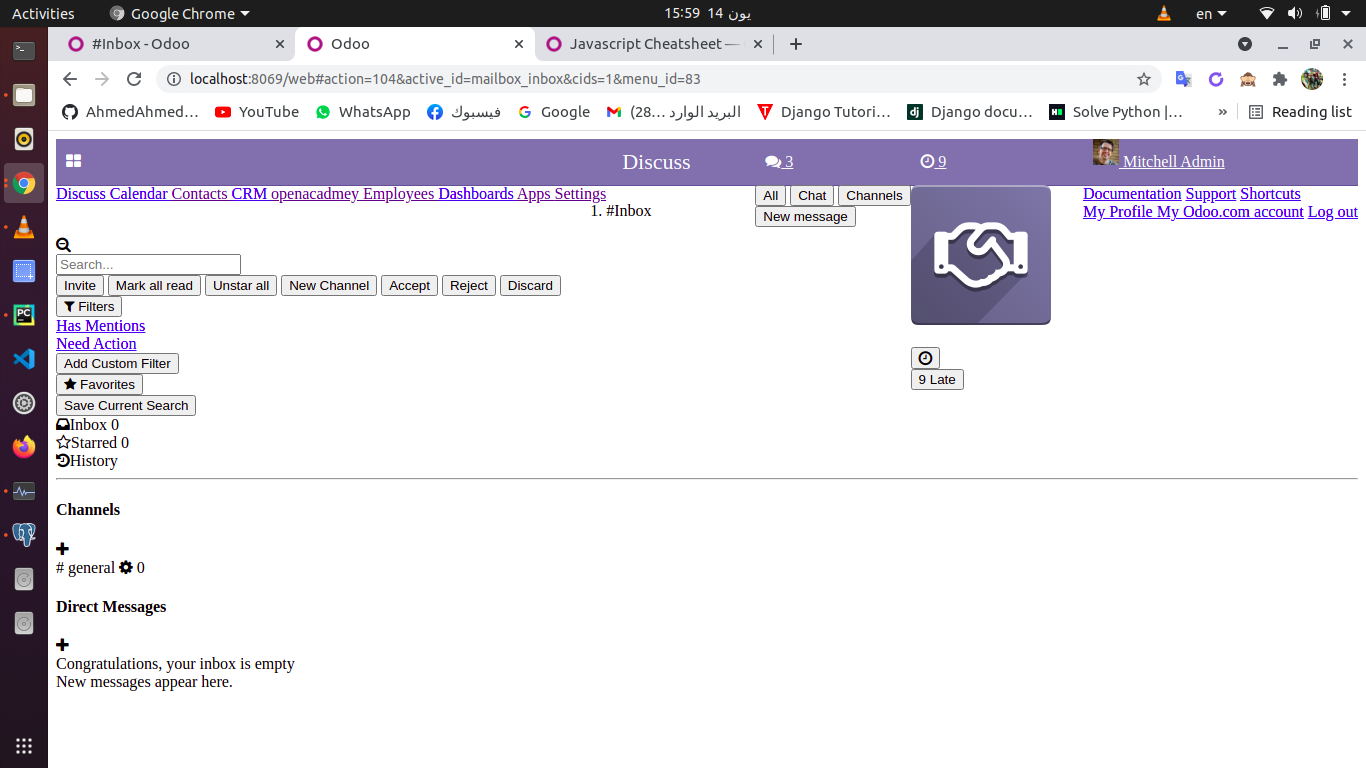 Activities
Google Chrome
15:59 14 يون
en
#Inbox - Odoo
Odoo
Javascript Cheatsheet —
localhost:8069/web#action=104&active_id=mailbox_inbox&cids=1&menu_id=83
AhmedAhmed…
YouTube
WhatsApp
فيسبوك
Google
البريد الوارد …28)
Django Tutori…
Django docu…
Solve Python |…
»
Reading list
Discuss
3
9
Mitchell Admin
Discuss Calendar Contacts CRM openacadmey Employees Dashboards Apps Settings
1. #Inbox
All Chat Channels
New message
Documentation Support Shortcuts
My Profile My Odoo.com account Log out
Search...
Invite Mark all read Unstar all New Channel Accept Reject Discard
Filters
Has Mentions
Need Action
Add Custom Filter
Favorites
Save Current Search
9 Late
Inbox 0
Starred 0
History
Channels
# general 0
Direct Messages
Congratulations, your inbox is empty
New messages appear here.